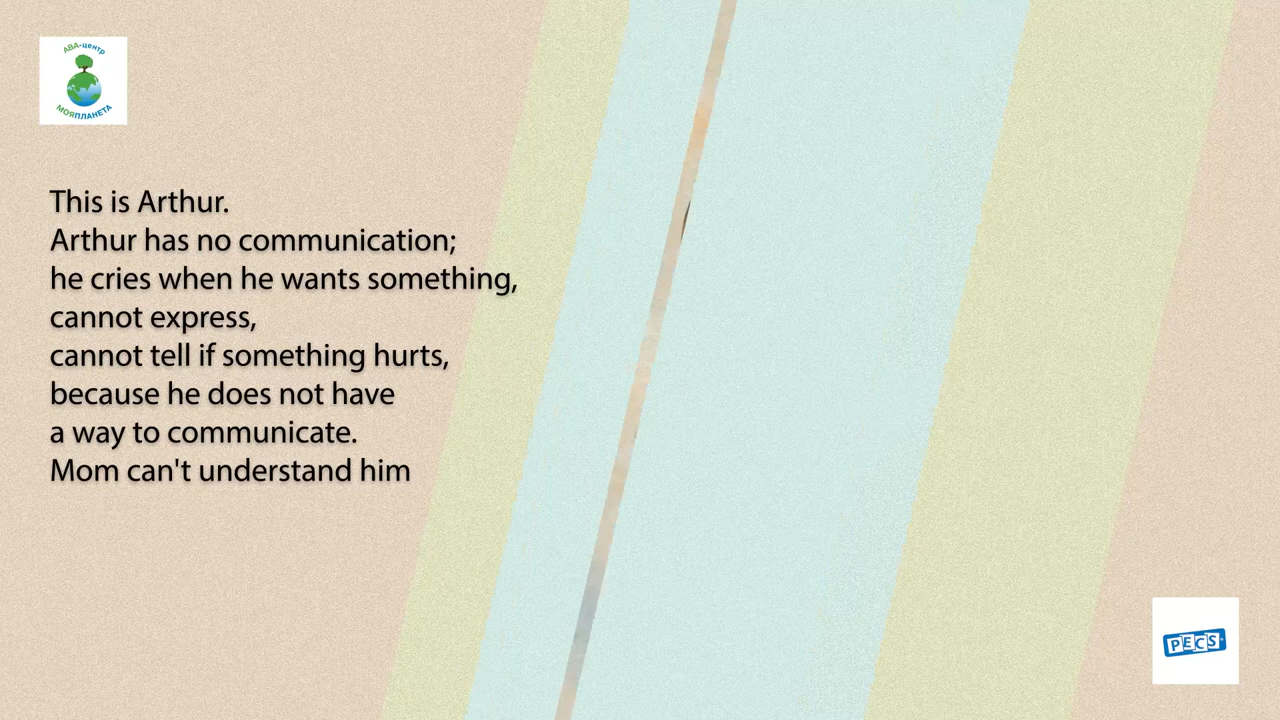 АВА-центр
МОЯПЛАНЕТА
This is Arthur.
Arthur has no communication;
he cries when he wants something,
cannot express,
cannot tell if something hurts,
because he does not have
a way to communicate.
Mom can't understand him
PECS